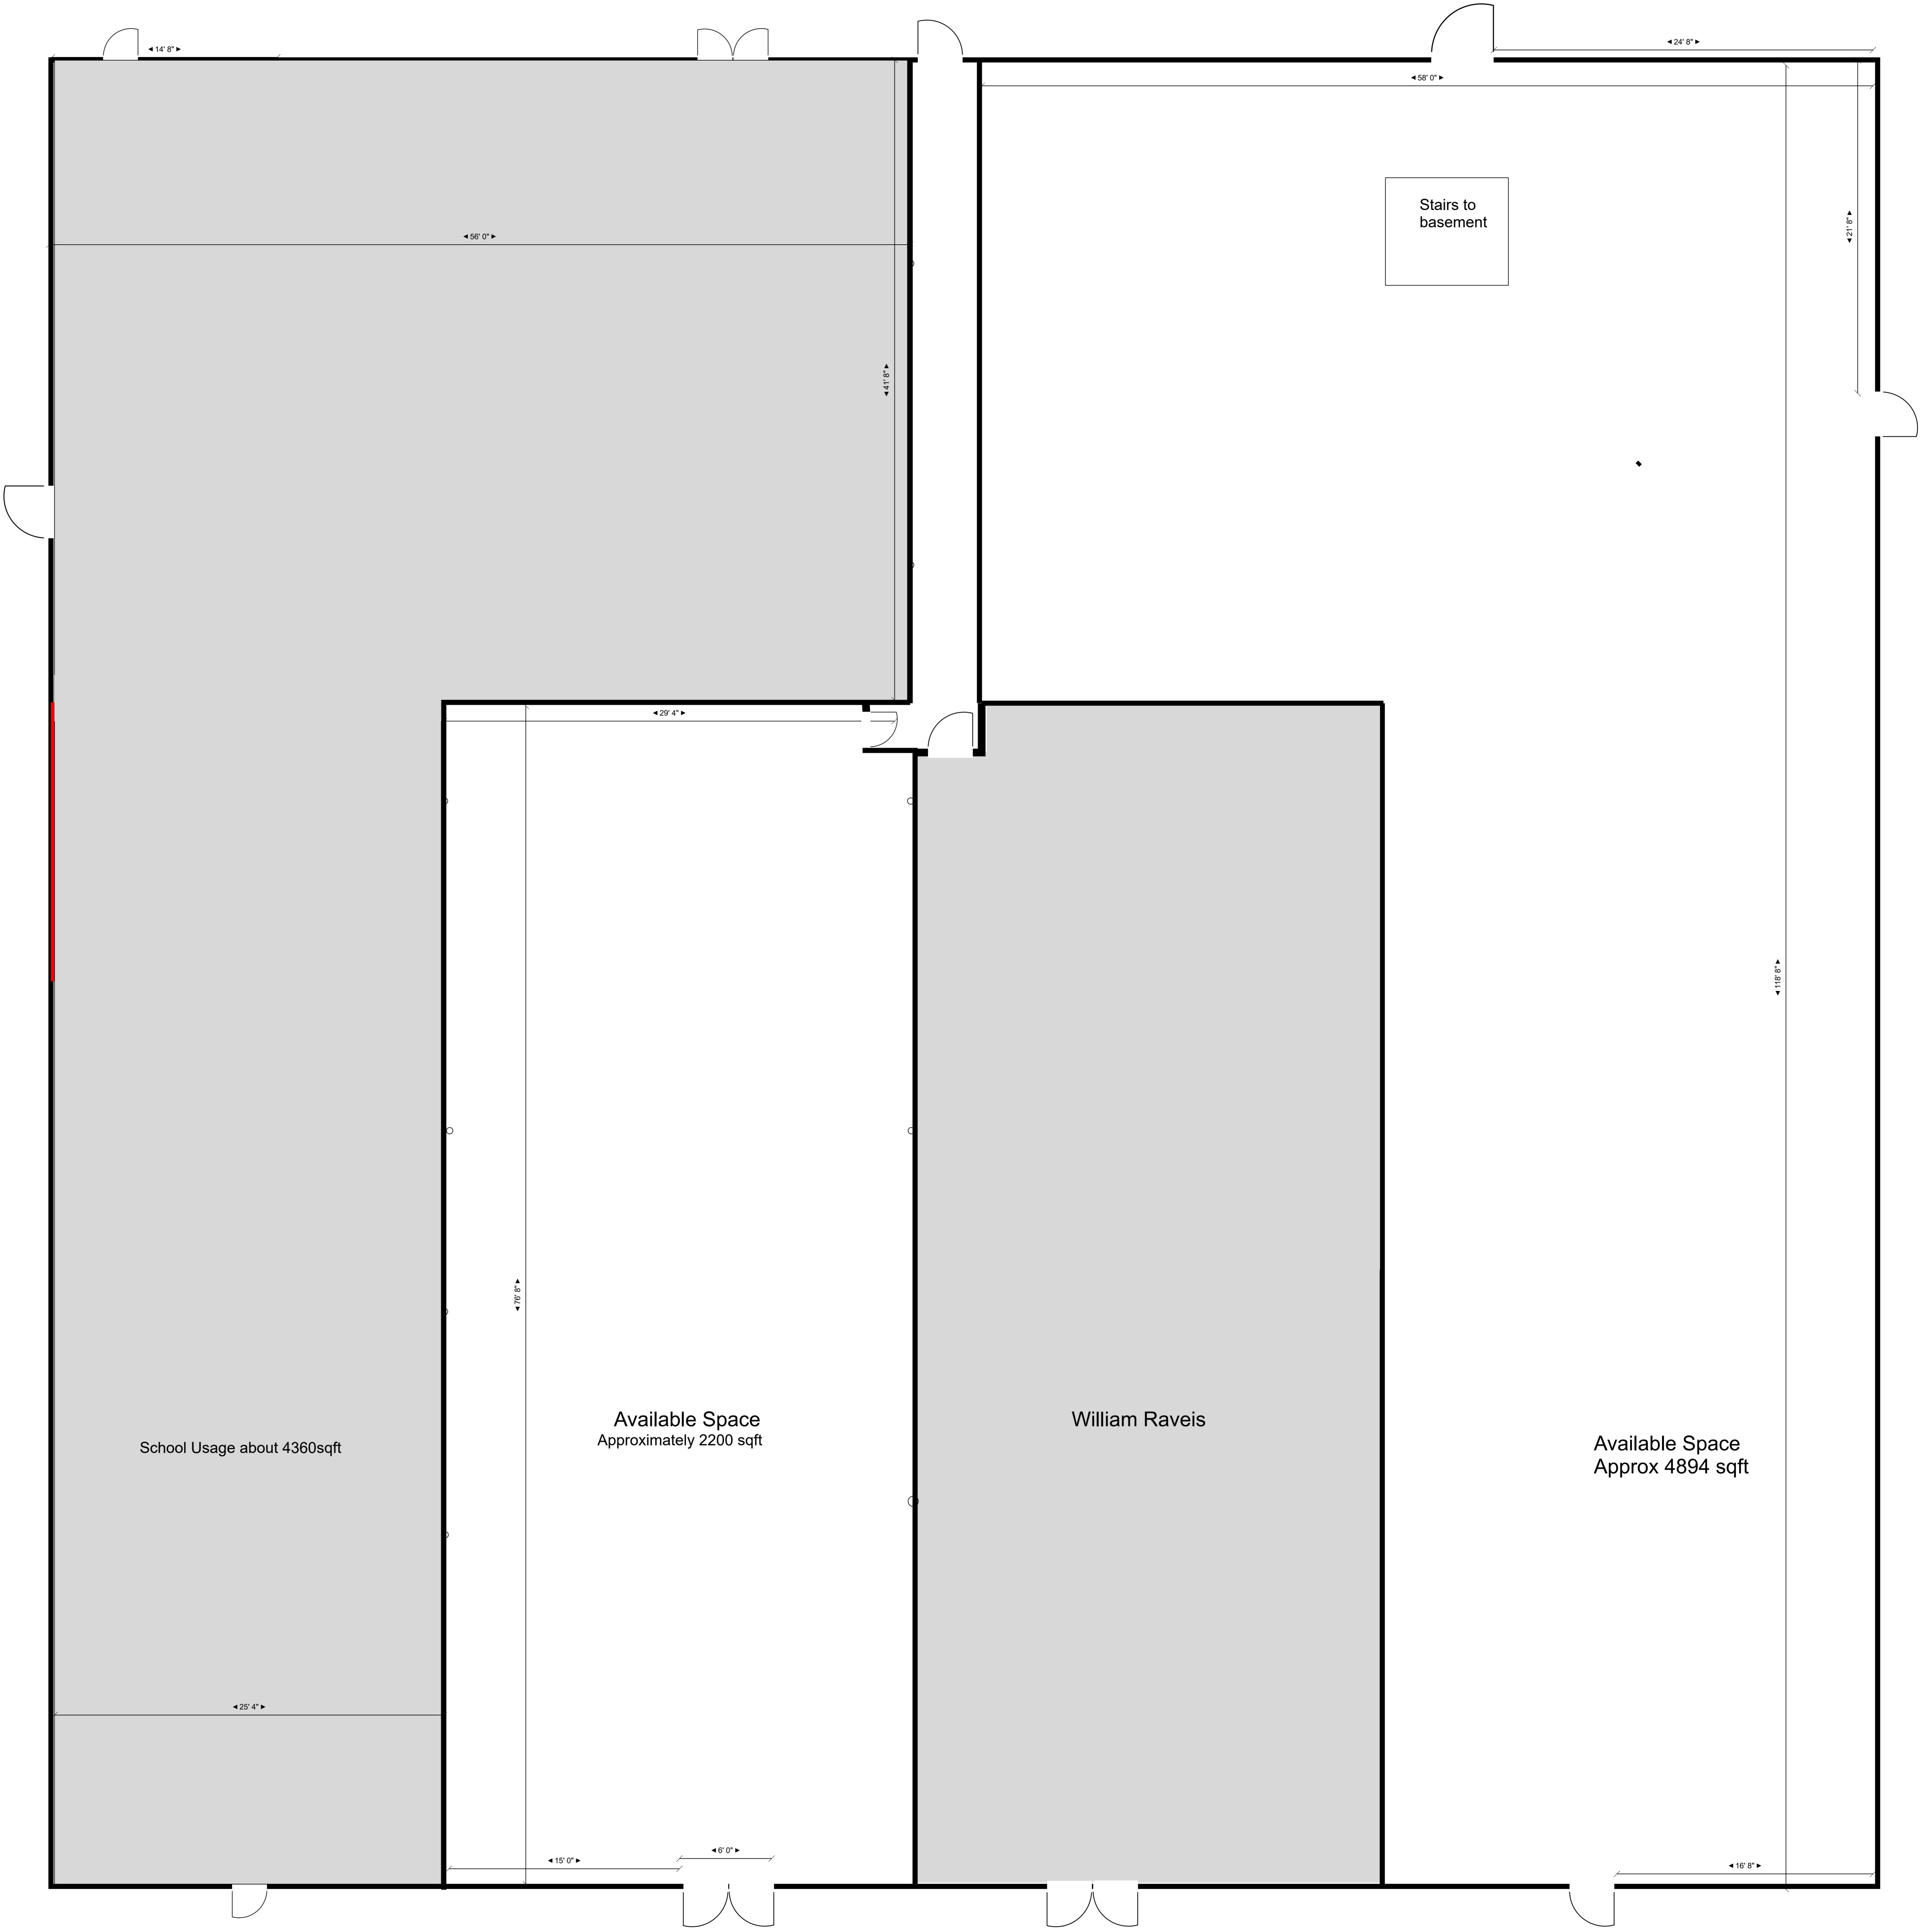 14' 8"
24' 8"
58' 0"
Stairs to
basement
21' 8"
56' 0"
41' 8"
29' 4"
118' 8"
76' 8"
Available Space
Approximately 2200 sqft
William Raveis
School Usage about 4360sqft
Available Space
Approx 4894 sqft
25' 4"
6' 0"
15' 0"
16' 8"